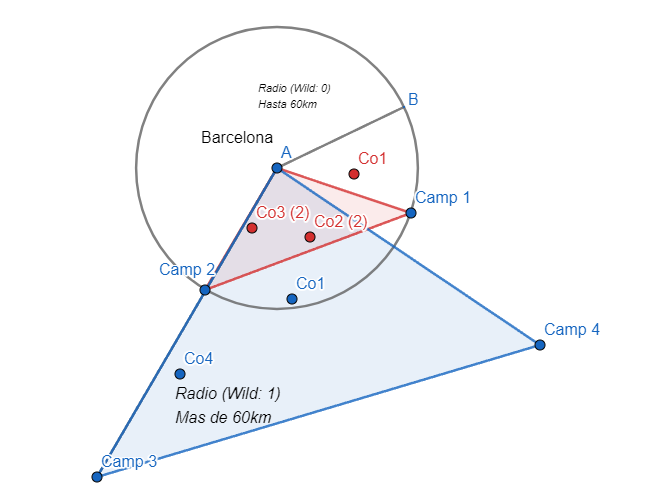 Radio (Wild: 0)
Hasta 60km
B
Barcelona
A
Co1
Camp 1
Co3 (2)
Co2 (2)
Camp 2
Co1
Camp 4
Co4
Radio (Wild: 1)
Mas de 60km
Camp 3